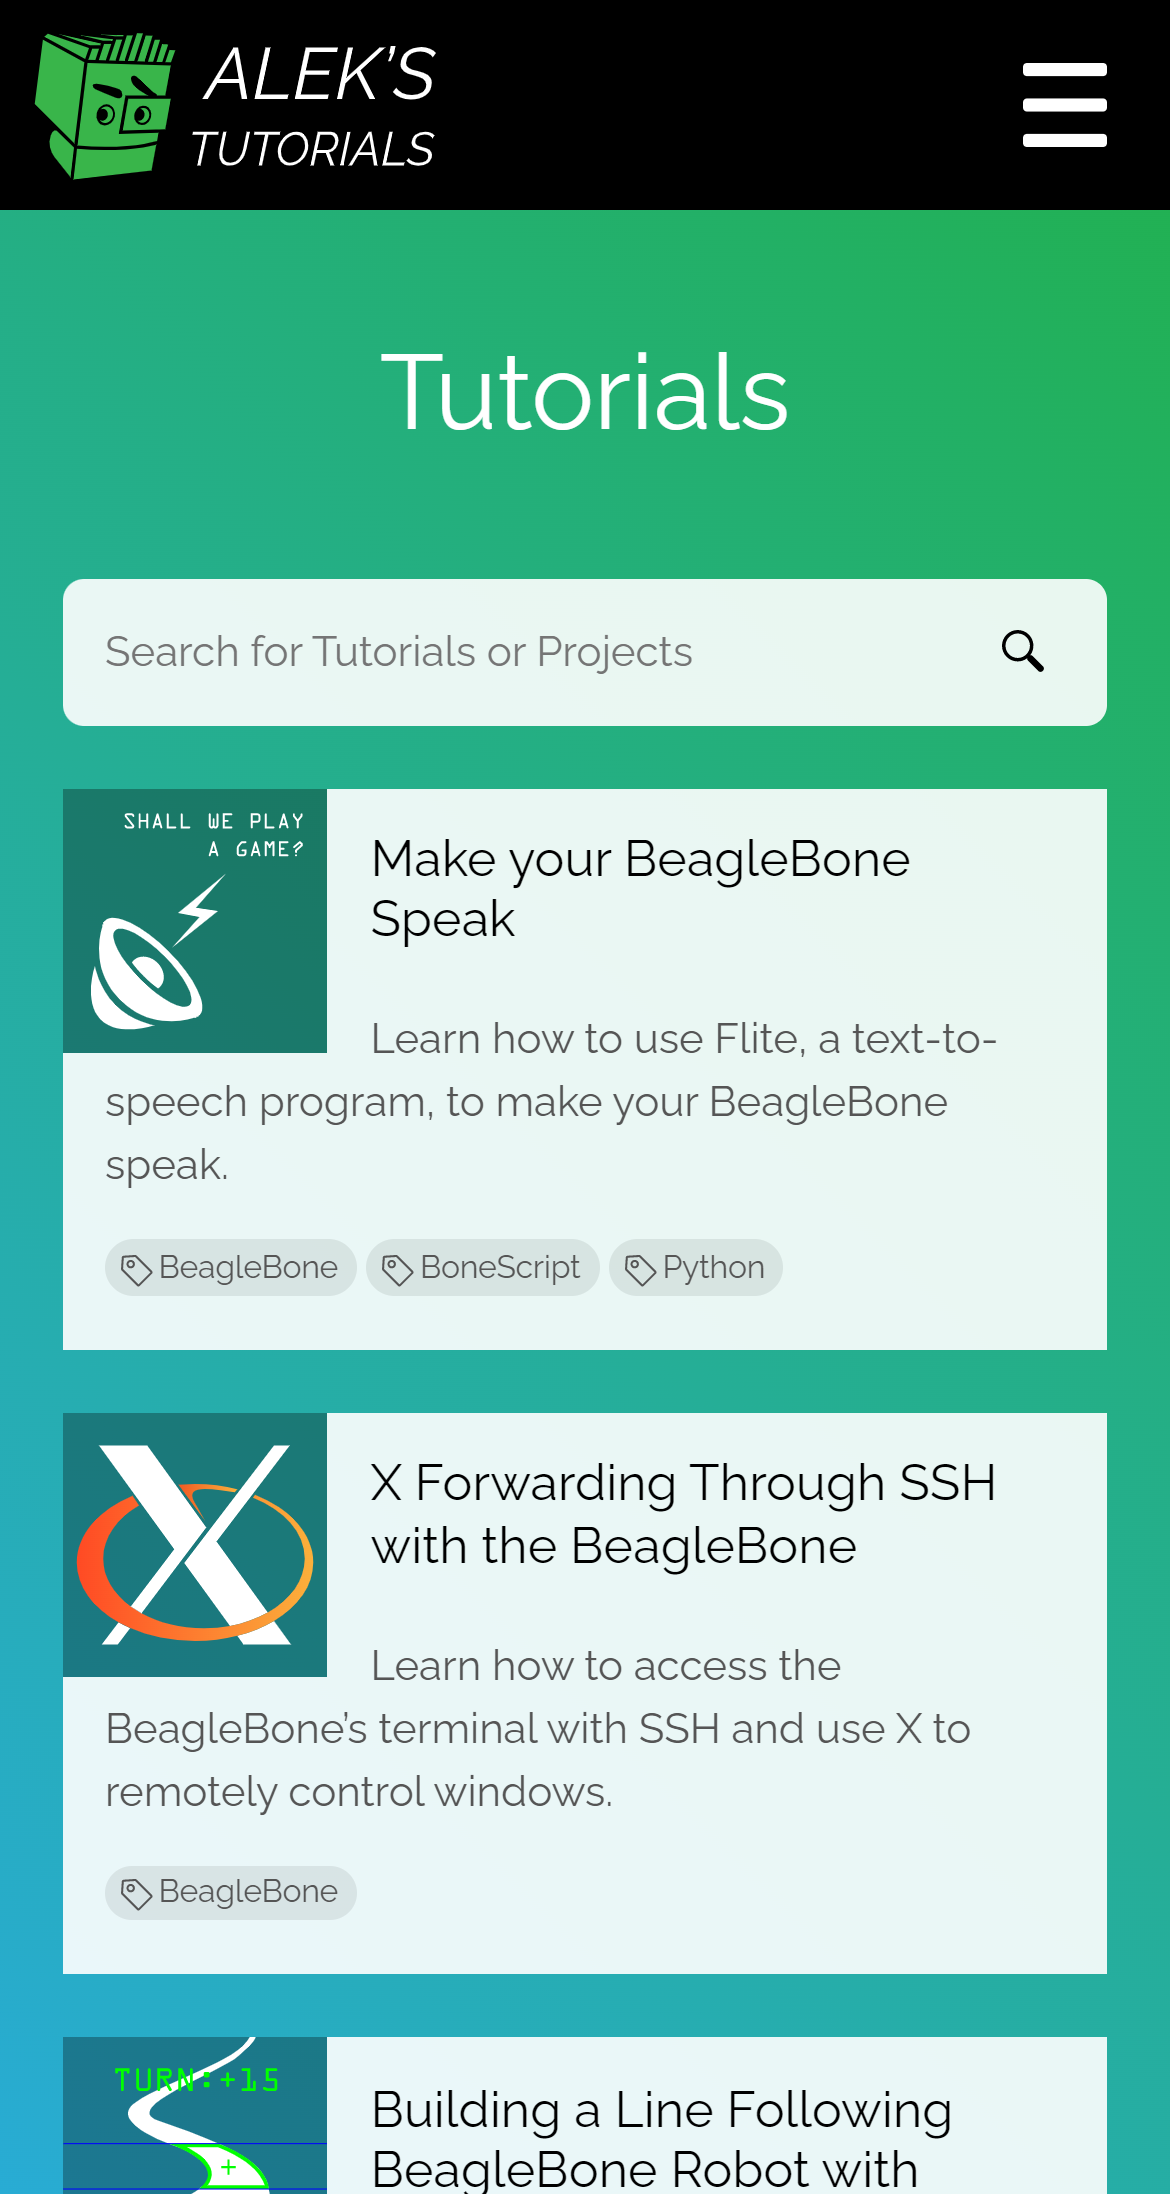 ALEK’S
TUTORIALS
Tutorials
Search for Tutorials or Projects
SHALL WE PLAY
A GAME?
Make your BeagleBone
Speak
Learn how to use Flite, a text-to-
speech program, to make your BeagleBone
speak.
BeagleBone BoneScript Python
X Forwarding Through SSH
with the BeagleBone
Learn how to access the
BeagleBone’s terminal with SSH and use X to
remotely control windows.
BeagleBone
TURN:+15
Building a Line Following
BeagleBone Robot with